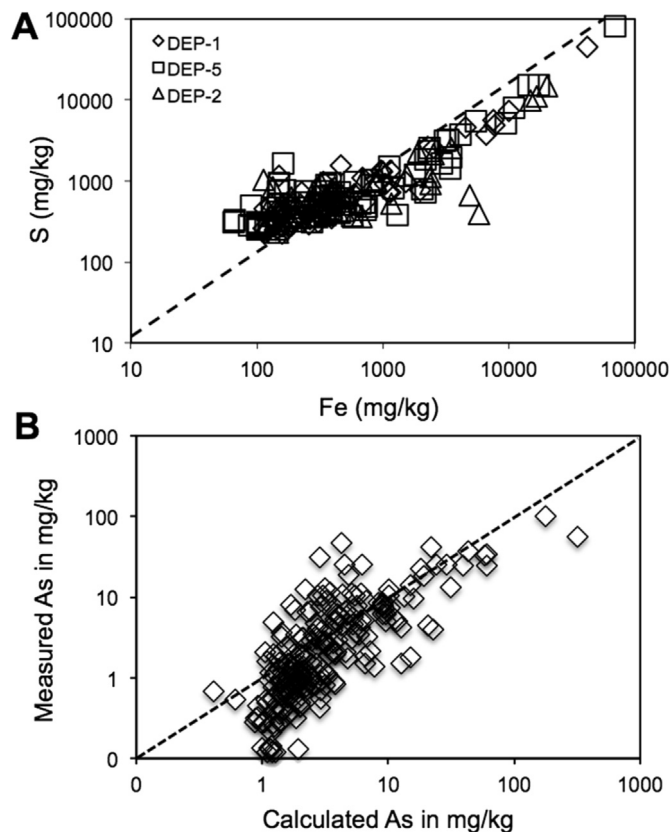 A
100000
10000
1000
100
10
S (mg/kg)
DEP-1
DEP-5
DEP-2
10 100 1000 10000 100000
Fe (mg/kg)
B
1000
100
10
1
0
Measured As in mg/kg
0 1 10 100 1000
Calculated As in mg/kg